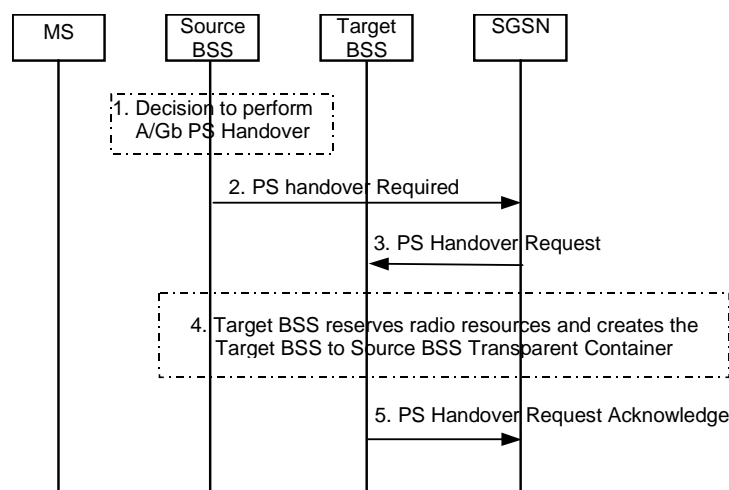 MS
Source
BSS
Target
BSS
SGSN
1. Decision to perform
A/Gb PS Handover
2. PS handover Required
3. PS Handover Request
4. Target BSS reserves radio resources and creates the
Target BSS to Source BSS Transparent Container
5. PS Handover Request Acknowledge